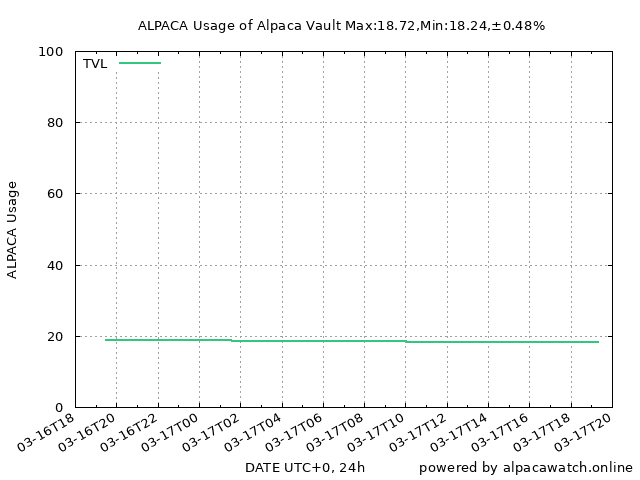 ALPACA Usage of Alpaca Vault Max:18.72,Min:18.24,±0.48%
100
TVL
80
60
ALPACA Usage
40
20
0
03-16T18
03-16T20
03-16T22
03-17T00
03-17T02
03-17T04
03-17T06
03-17T08
03-17T10
03-17T12
03-17T14
03-17T16
03-17T18
03-17T20
DATE UTC+0, 24h
powered by alpacawatch.online